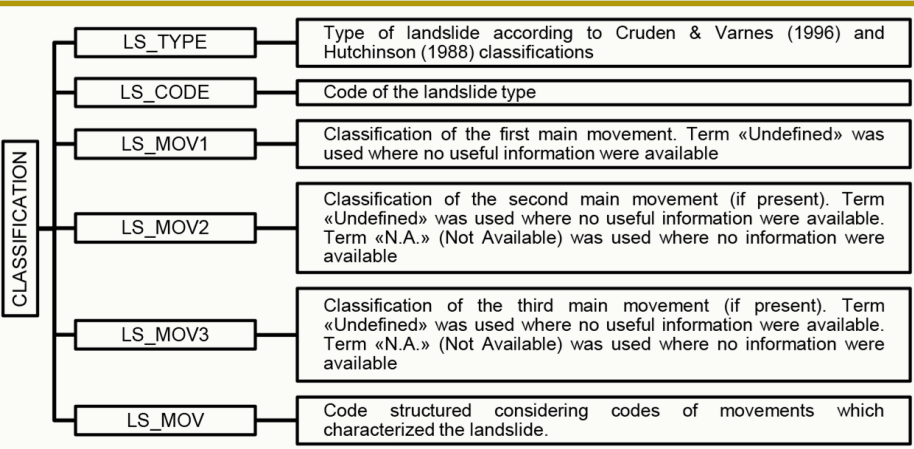 CLASSIFICATION
LS_TYPE
Type of landslide according to Cruden & Varnes (1996) and
Hutchinson (1988) classifications
LS_CODE
Code of the landslide type
LS_MOV1
Classification of the first main movement. Term «Undefined» was
used where no useful information were available
LS_MOV2
Classification of the second main movement (if present). Term
«Undefined» was used where no useful information were available.
Term «N.A.» (Not Available) was used where no information were
available
LS_MOV3
Classification of the third main movement (if present). Term
«Undefined» was used where no useful information were available.
Term «N.A.» (Not Available) was used where no information were
available
LS_MOV
Code structured considering codes of movements which
characterized the landslide.